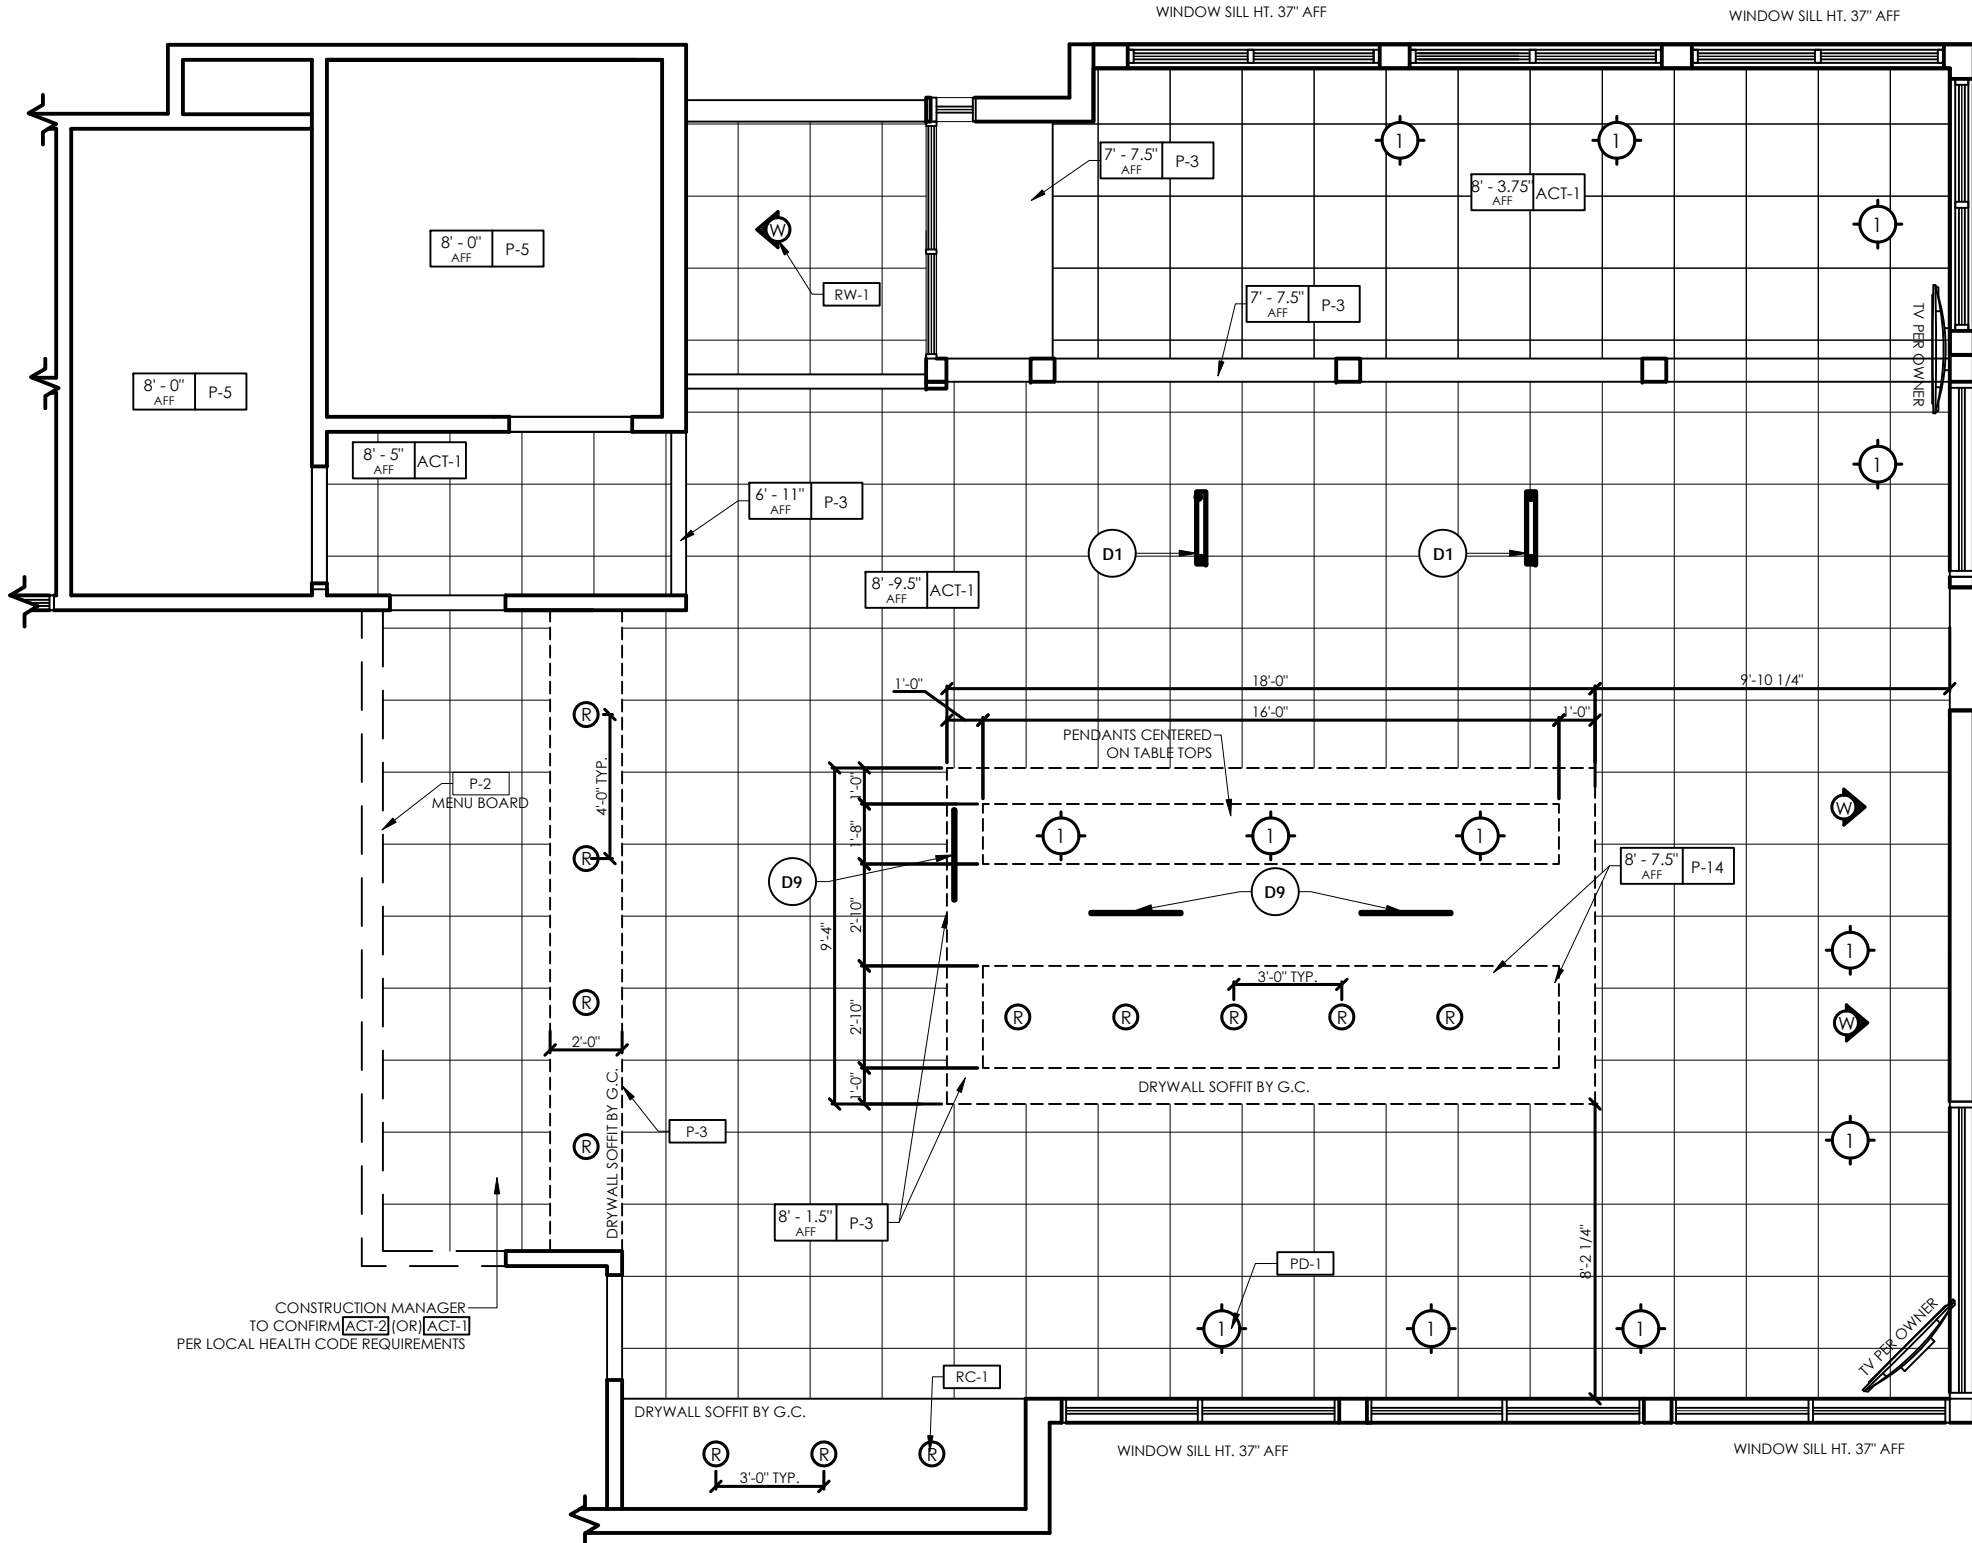 WINDOW SILL HT. 37" AFF
WINDOW SILL HT. 37" AFF
1
1
7' - 7.5"
AFF
P-3
8' - 3.75"
AFF
ACT-1
1
W
8' - 0"
AFF
P-5
RW-1
7' - 7.5"
AFF
P-3
TV PER OWNER
8' - 0"
AFF
P-5
8' - 5"
AFF
ACT-1
1
6' - 11"
AFF
P-3
D1
D1
8' -9.5"
AFF
ACT-1
1'-0"
18'-0"
9'-10 1/4"
R
16'-0"
1'-0"
PENDANTS CENTERED
ON TABLE TOPS
P-2
MENU BOARD
4'-0" TYP.
1'-0"
W
1'-8"
1
1
1
R
8' - 7.5"
AFF
P-14
D9
D9
2'-10"
9'-4"
1
3'-0" TYP.
R
2'-10"
R
R
R
R
R
W
2'-0"
1'-0"
DRYWALL SOFFIT BY G.C.
DRYWALL SOFFIT BY G.C.
P-3
R
1
8' - 1.5"
AFF
P-3
8'-2 1/4"
PD-1
CONSTRUCTION MANAGER
TO CONFIRM ACT-2 (OR) ACT-1
PER LOCAL HEALTH CODE REQUIREMENTS
1
1
1
TV PER OWNER
RC-1
DRYWALL SOFFIT BY G.C.
R
R
R
3'-0" TYP.
WINDOW SILL HT. 37" AFF
WINDOW SILL HT. 37" AFF